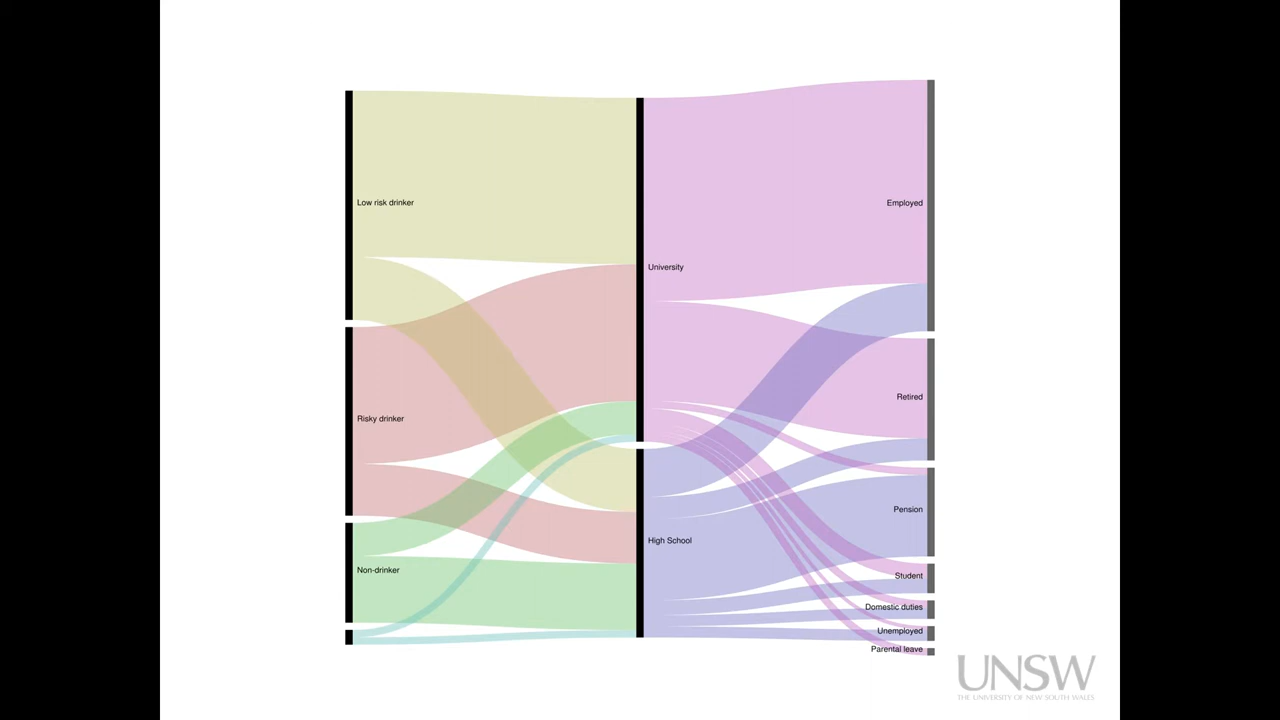 Low risk drinker
Risky drinker
Non-drinker
University
High School
Employed
Retired
Pension
Student
Domestic duties
Unemployed
Parental leave
UNSW
THE UNIVERSITY OF NEW SOUTH WALES